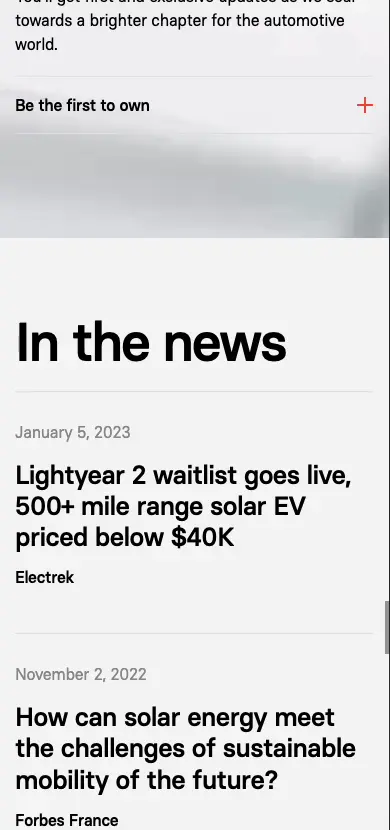 towards a brighter chapter for the automotive
world.
Be the first to own
In the news
January 5, 2023
Lightyear 2 waitlist goes live,
500+ mile range solar EV
priced below $40K
Electrek
November 2, 2022
How can solar energy meet
the challenges of sustainable
mobility of the future?
Forbes France